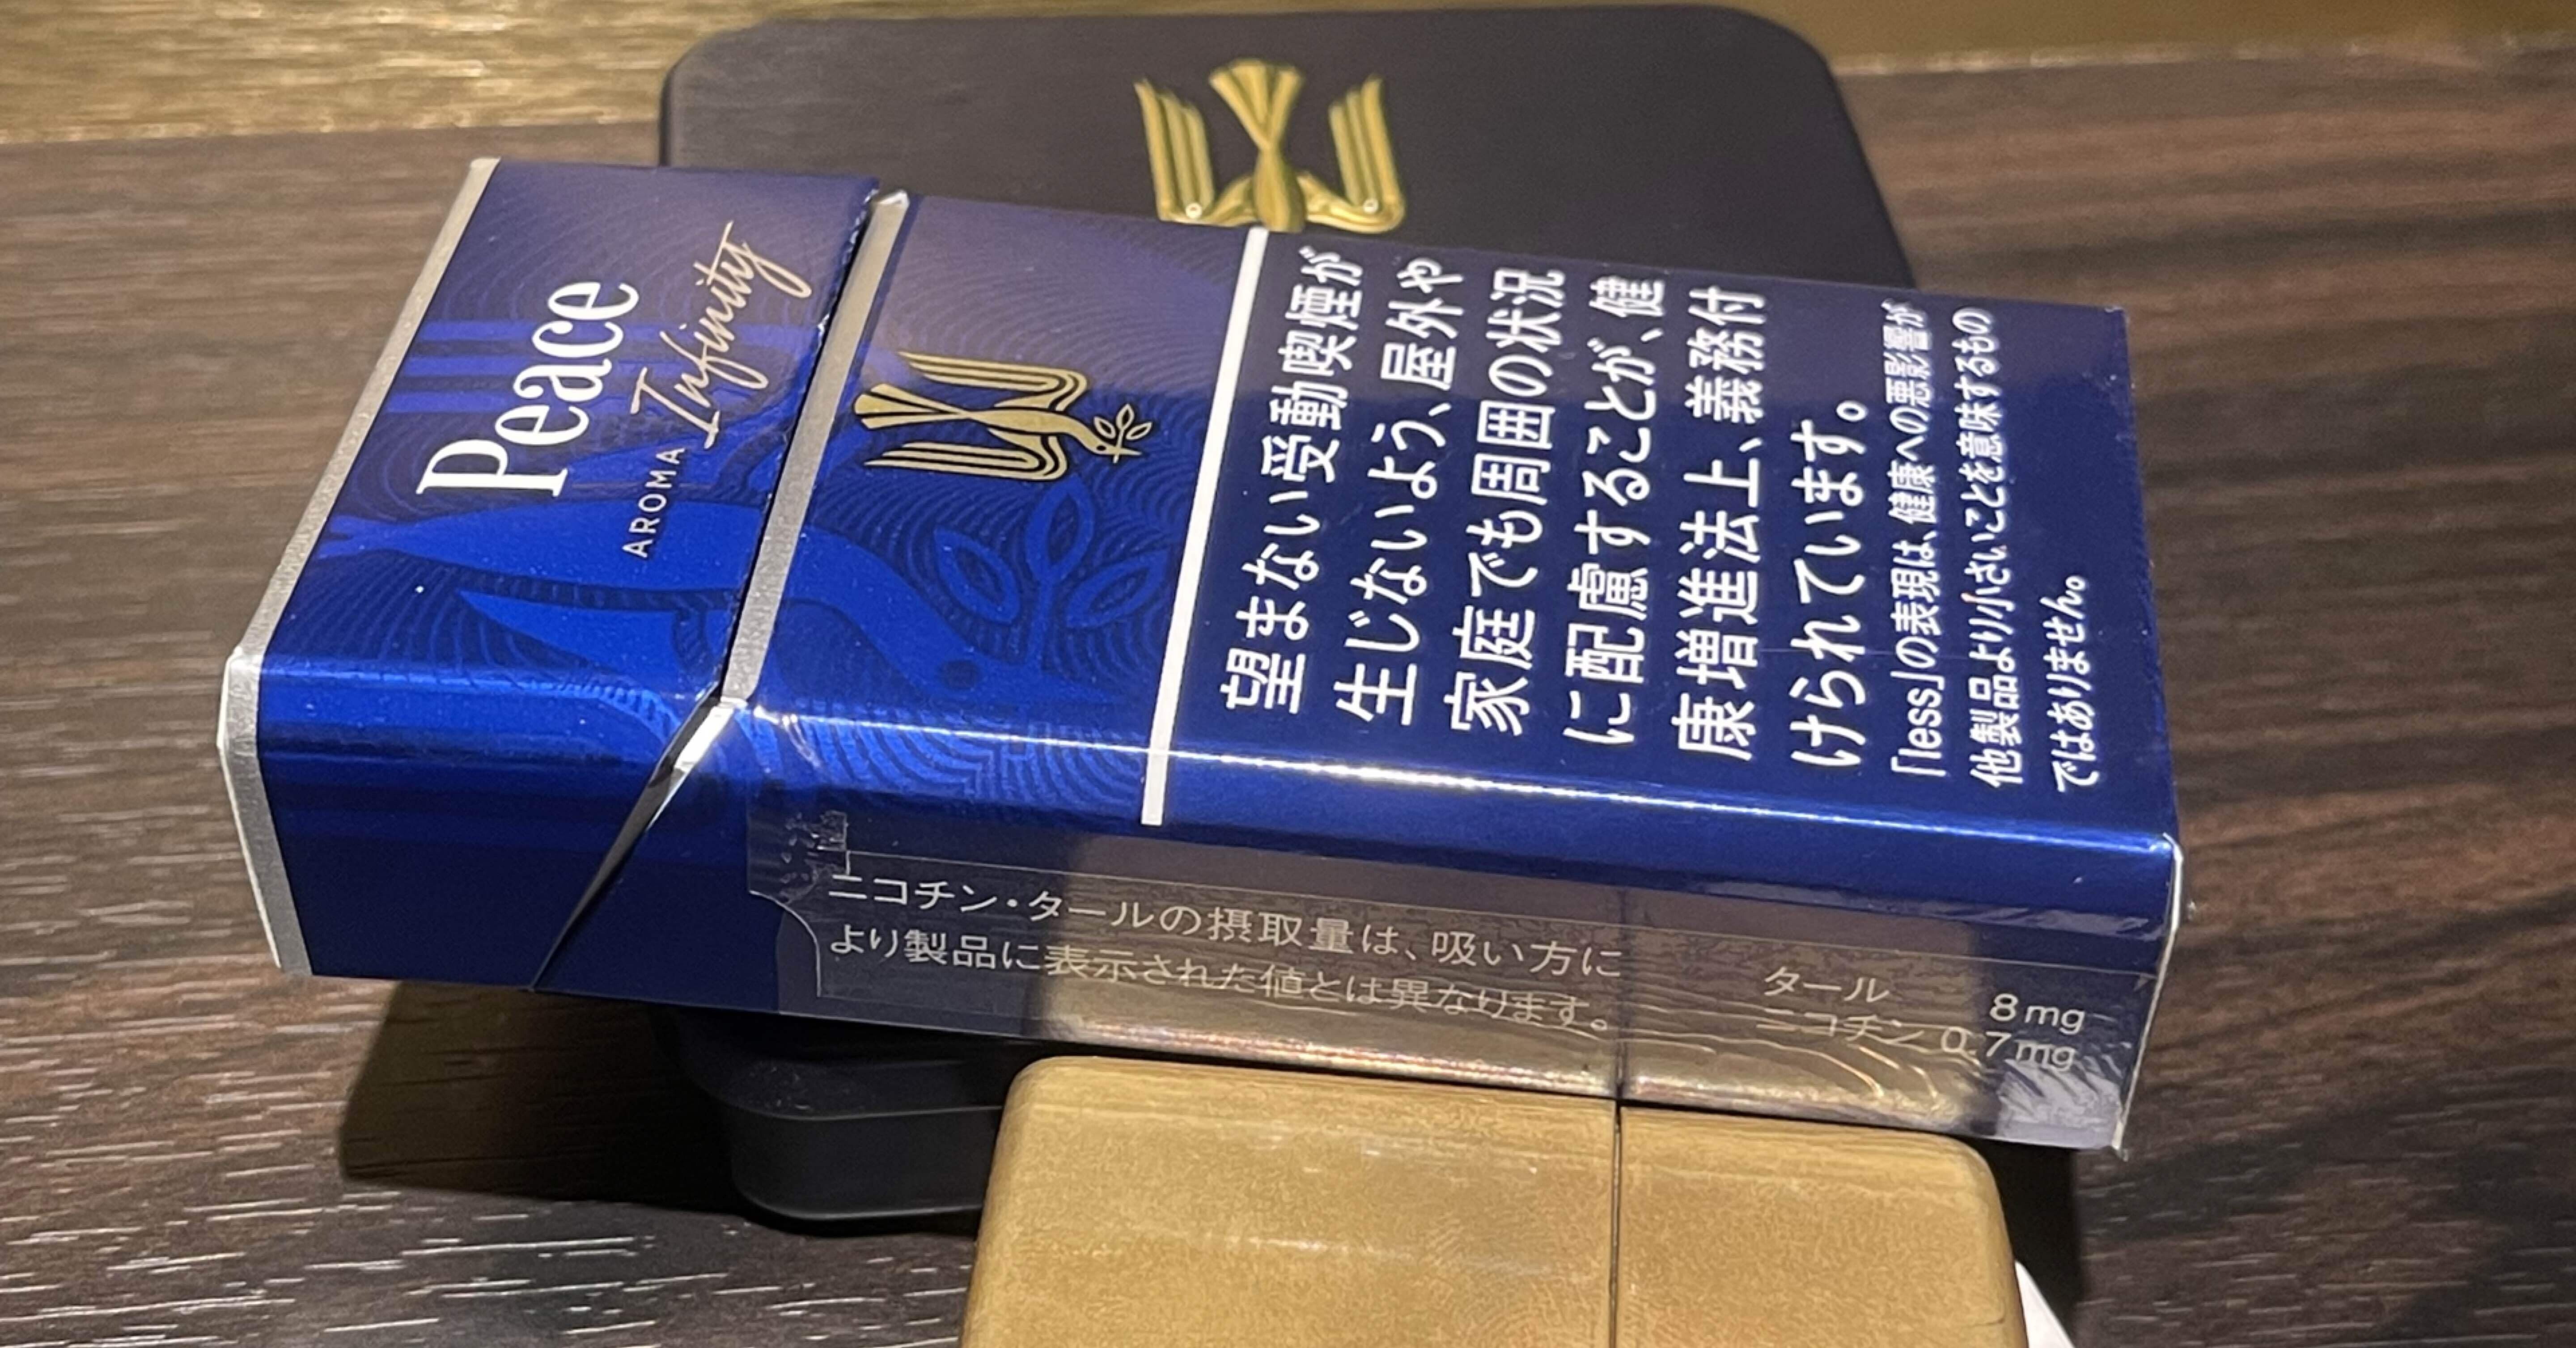 Peace
AROMA Infinity
望まない受動喫煙が
生じないよう、屋外や
家庭でも周囲の状況
に配慮することが、健
康増進法上、義務付
けられています。
「less」の表現は、健康への悪影響が
他製品より小さいことを意味するもの
ではありません。
ニコチン・タールの摂取量は、吸い方に
より製品に表示された値とは異なります。
タール 8mg
ニコチン 0.7mg